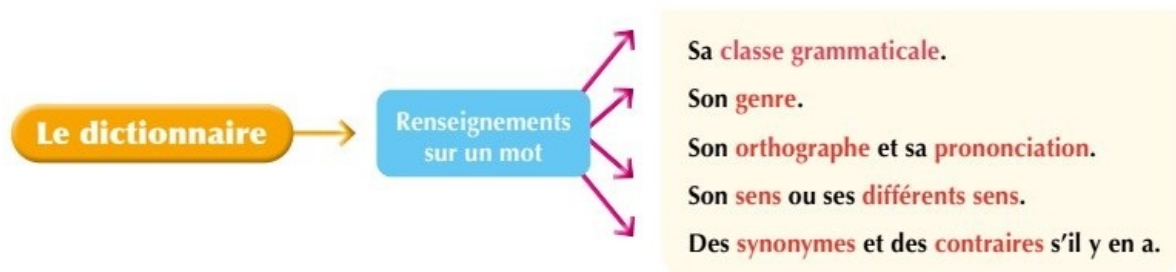 Le dictionnaire
Renseignements
sur un mot
Sa classe grammaticale.
Son genre.
Son orthographe et sa prononciation.
Son sens ou ses différents sens.
Des synonymes et des contraires s’il y en a.